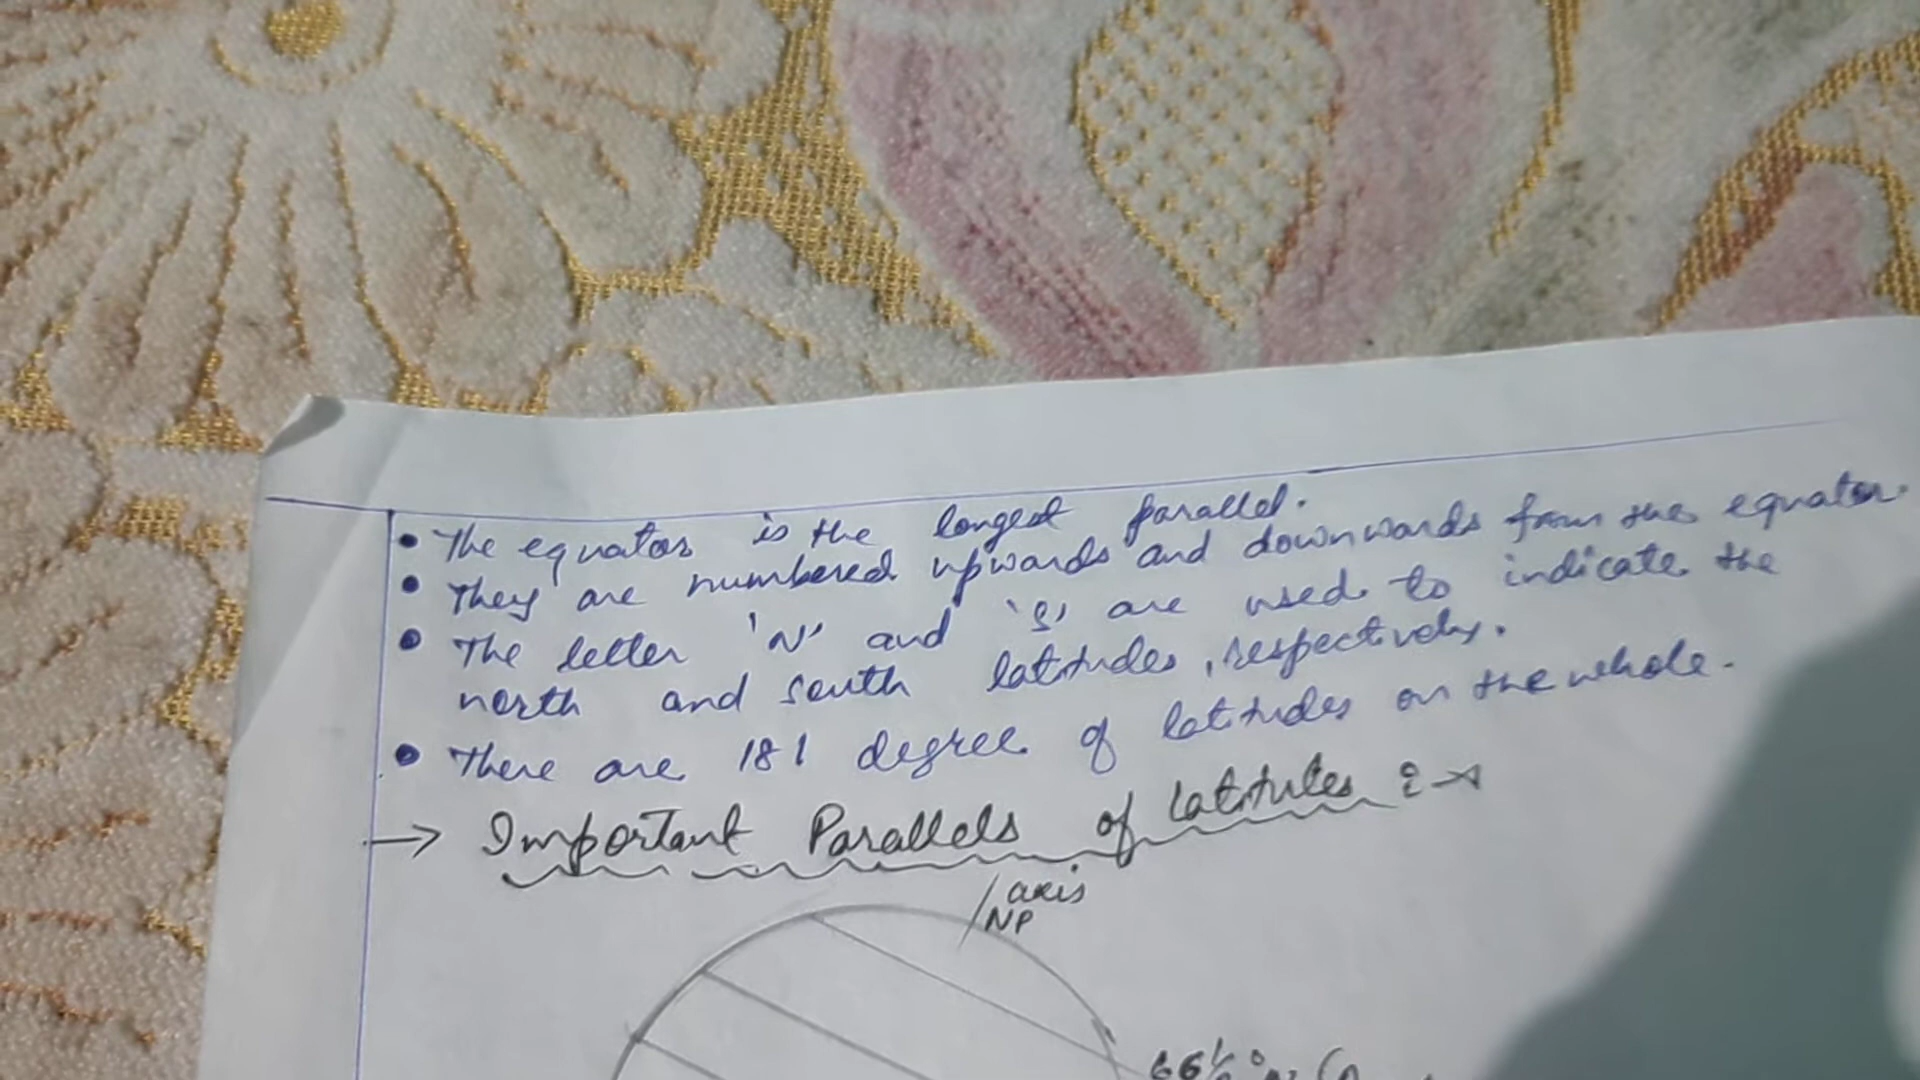 • The equator is the longest parallel.
• They are numbered upwards and downwards from the equator.
• The letter 'N' and 'S' are used to indicate the
north and south latitudes, respectively.
• There are 181 degree of latitudes on the whole.
→ Important Parallels of Latitudes :→
axis
NP
66½° N